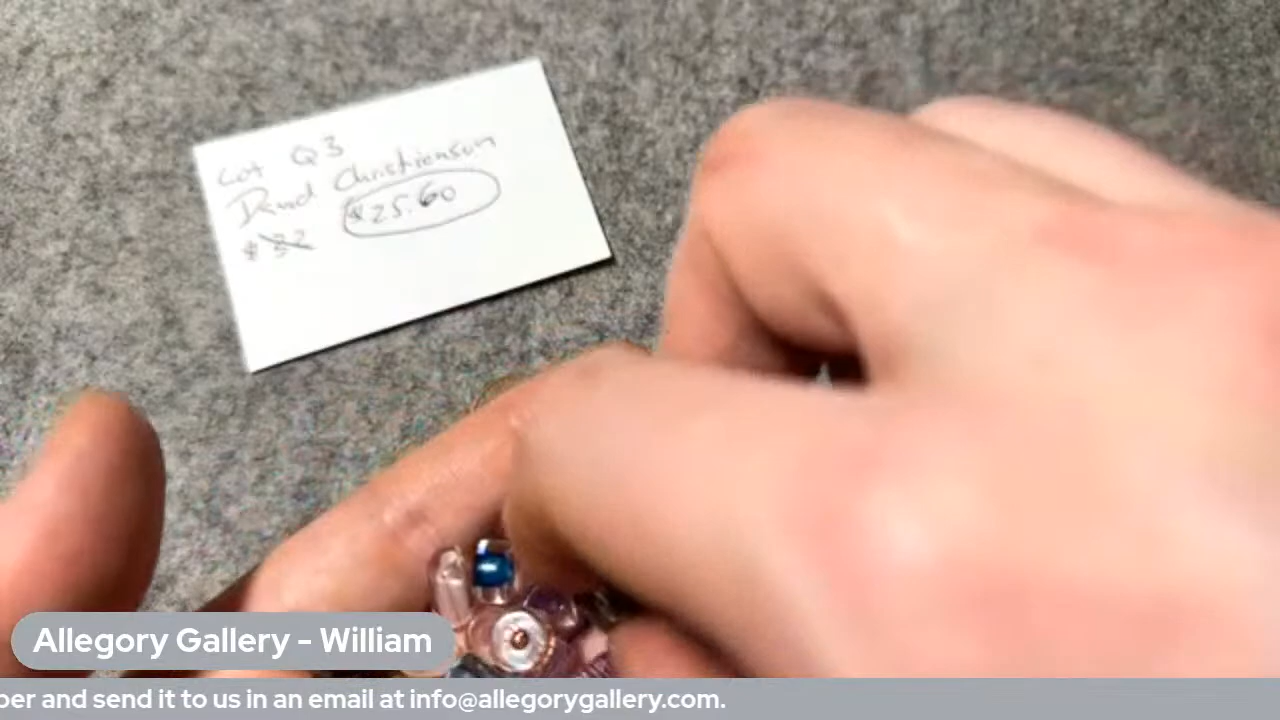 Lot Q3
David Christienson
$32 $25.60
Allegory Gallery - William
ber and send it to us in an email at info@allegorygallery.com.